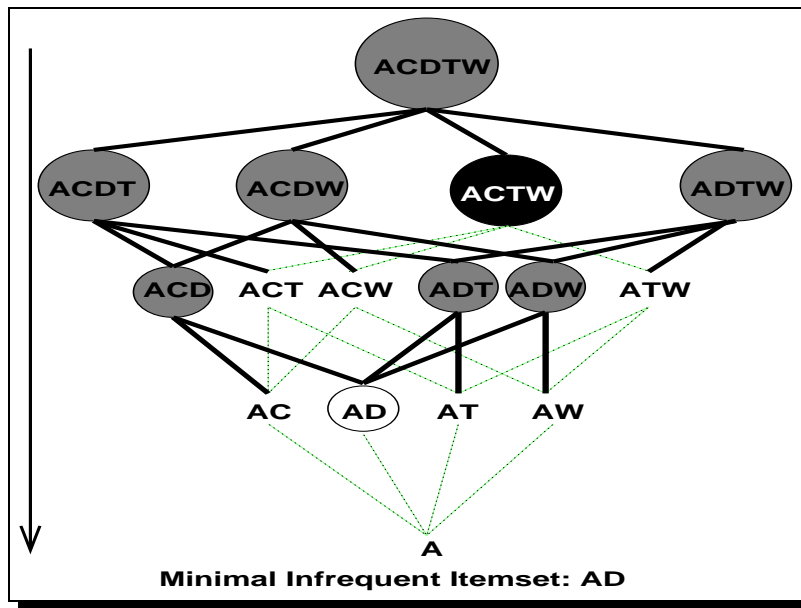 ACDTW
ACDT ACDW ACTW ADTW
ACD ACT ACW ADT ADW ATW
AC AD AT AW
A
Minimal Infrequent Itemset: AD